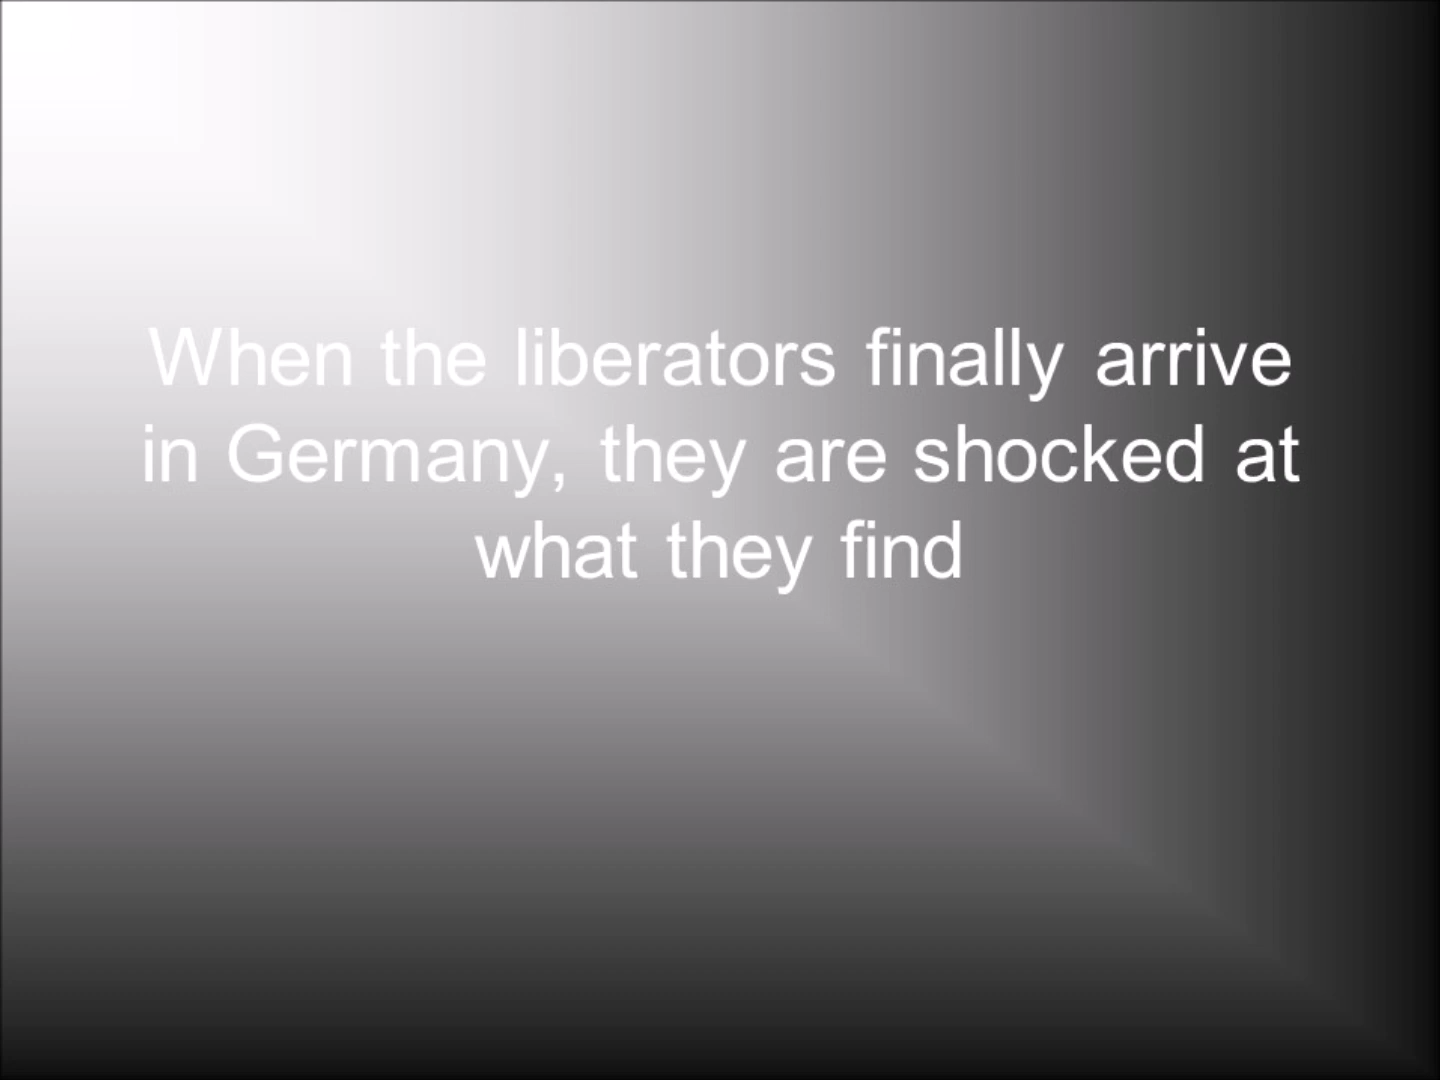 When the liberators finally arrive
in Germany, they are shocked at
what they find